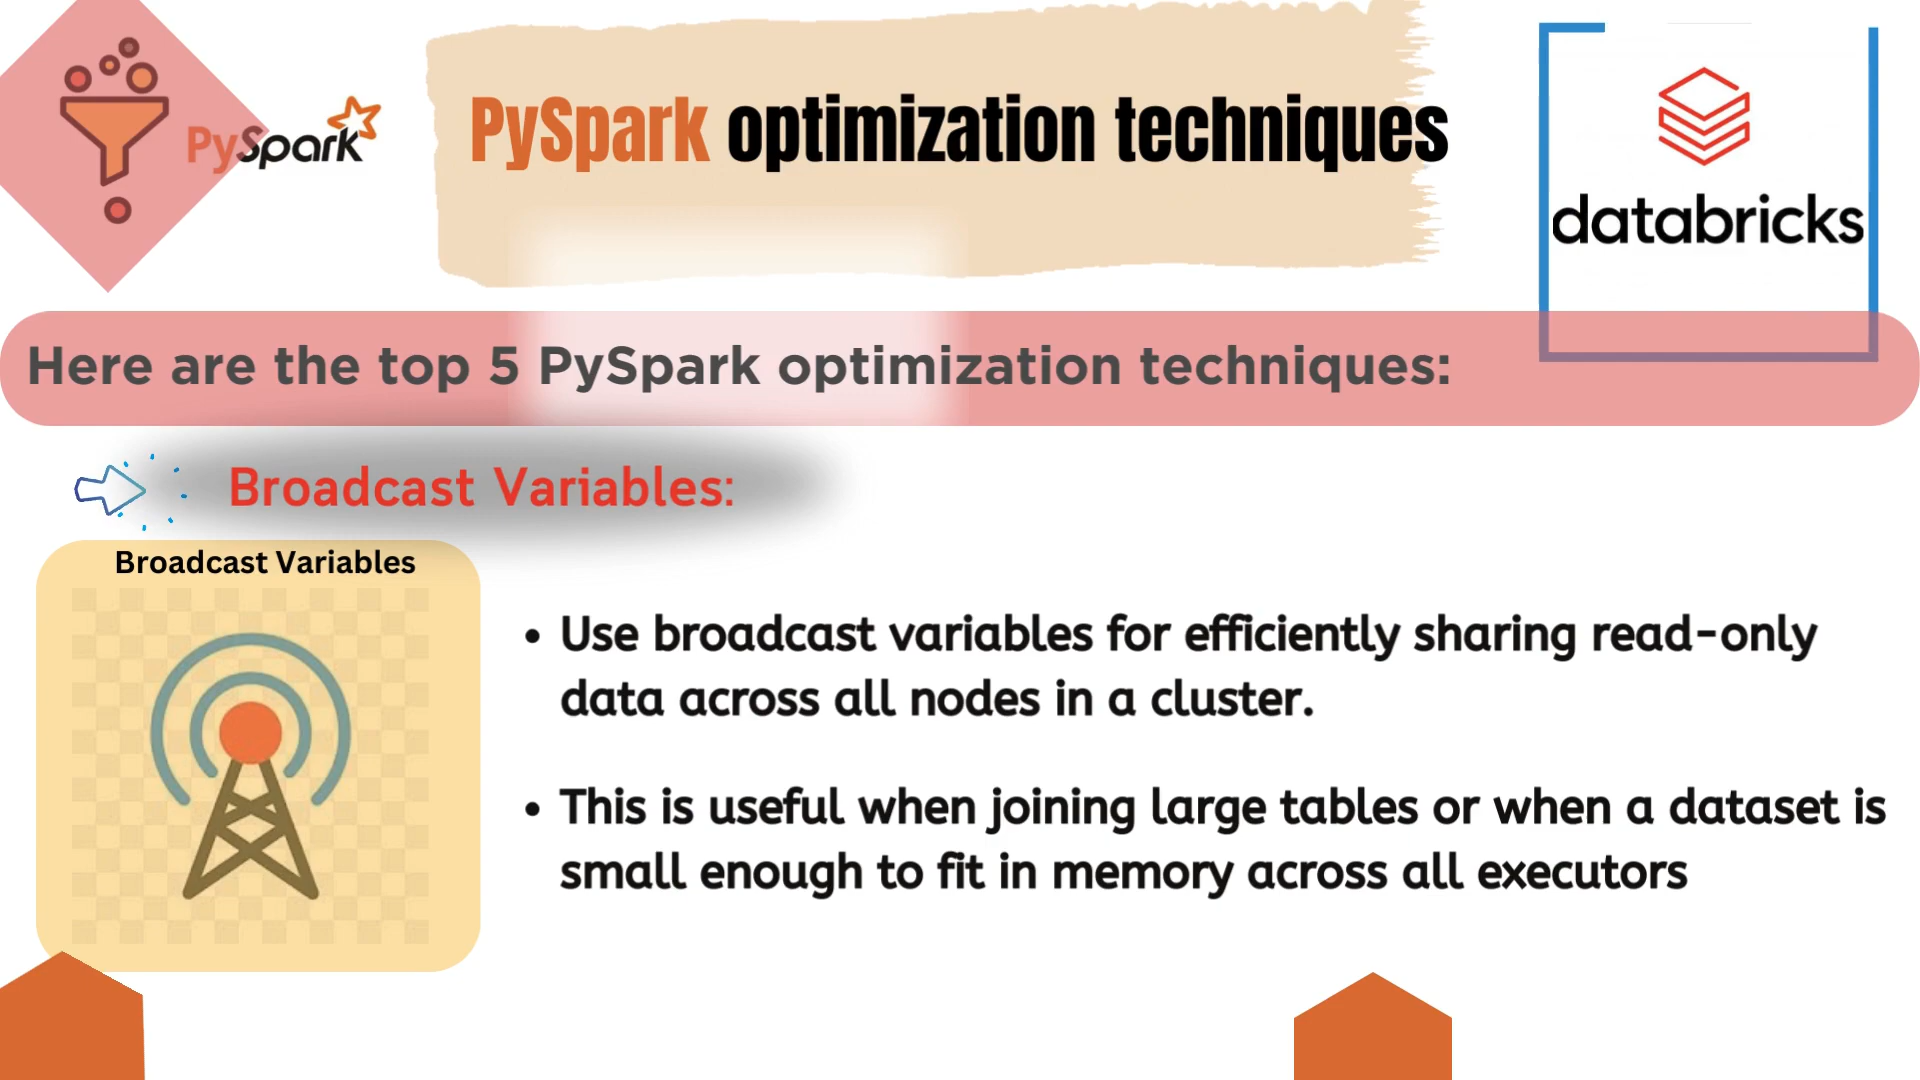 PySpark
PySpark optimization techniques
databricks
Here are the top 5 PySpark optimization techniques:
Broadcast Variables:
Broadcast Variables
• Use broadcast variables for efficiently sharing read-only
data across all nodes in a cluster.
• This is useful when joining large tables or when a dataset is
small enough to fit in memory across all executors